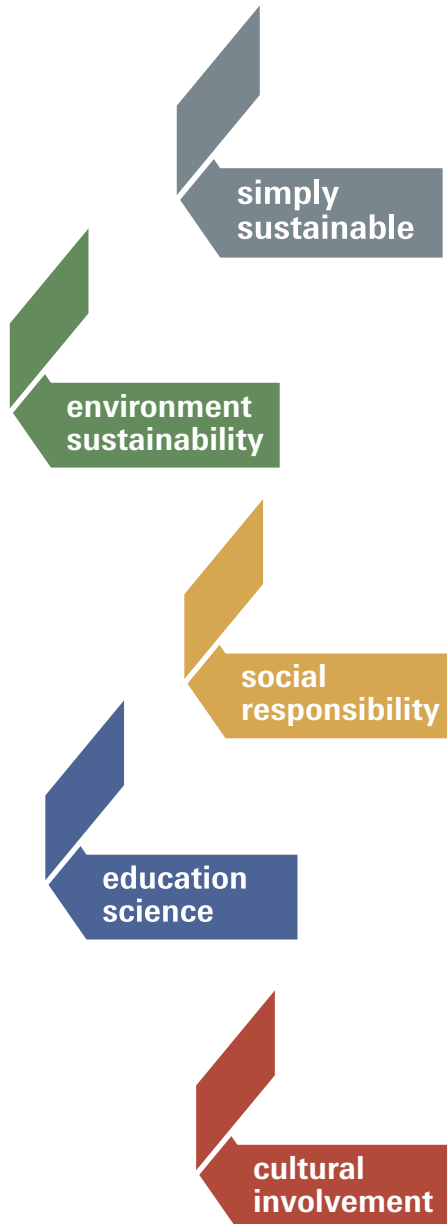 simply
sustainable
environment
sustainability
social
responsibility
education
science
cultural
involvement